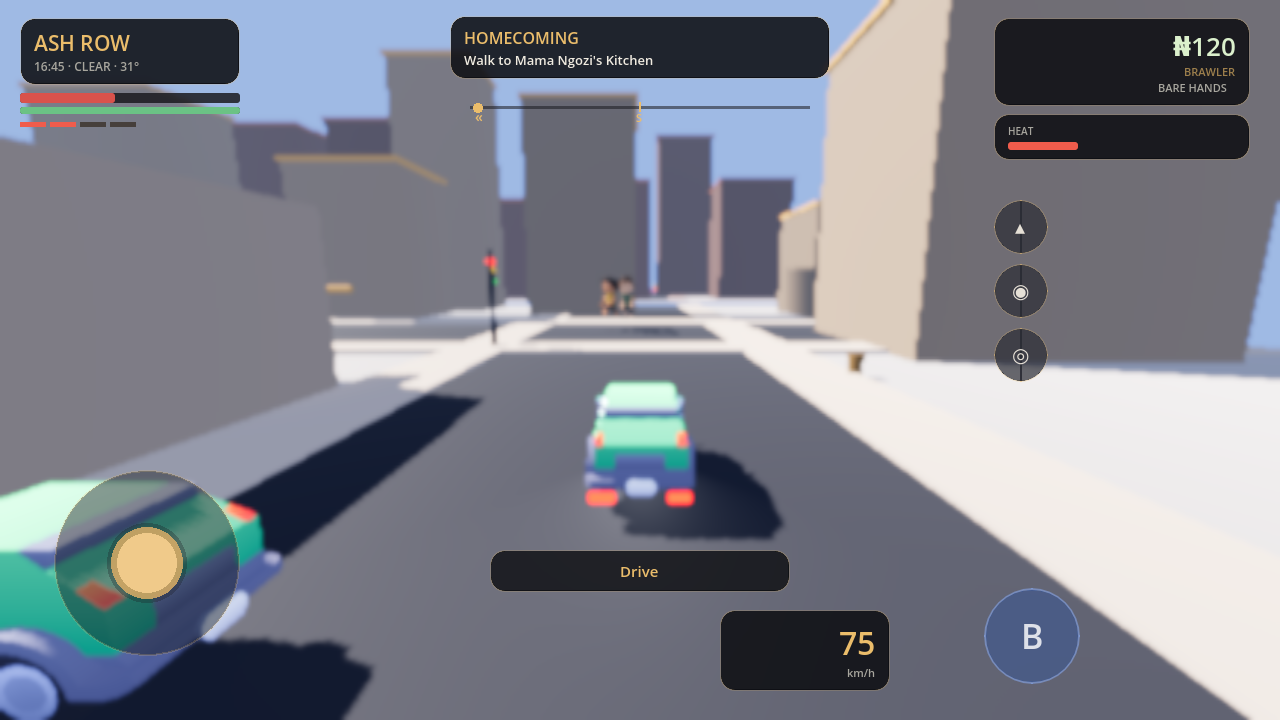 ASH ROW
16:45 · CLEAR · 31°
HOMECOMING
Walk to Mama Ngozi's Kitchen
«
S
₦120
BRAWLER
BARE HANDS
HEAT
Drive
75
km/h
B